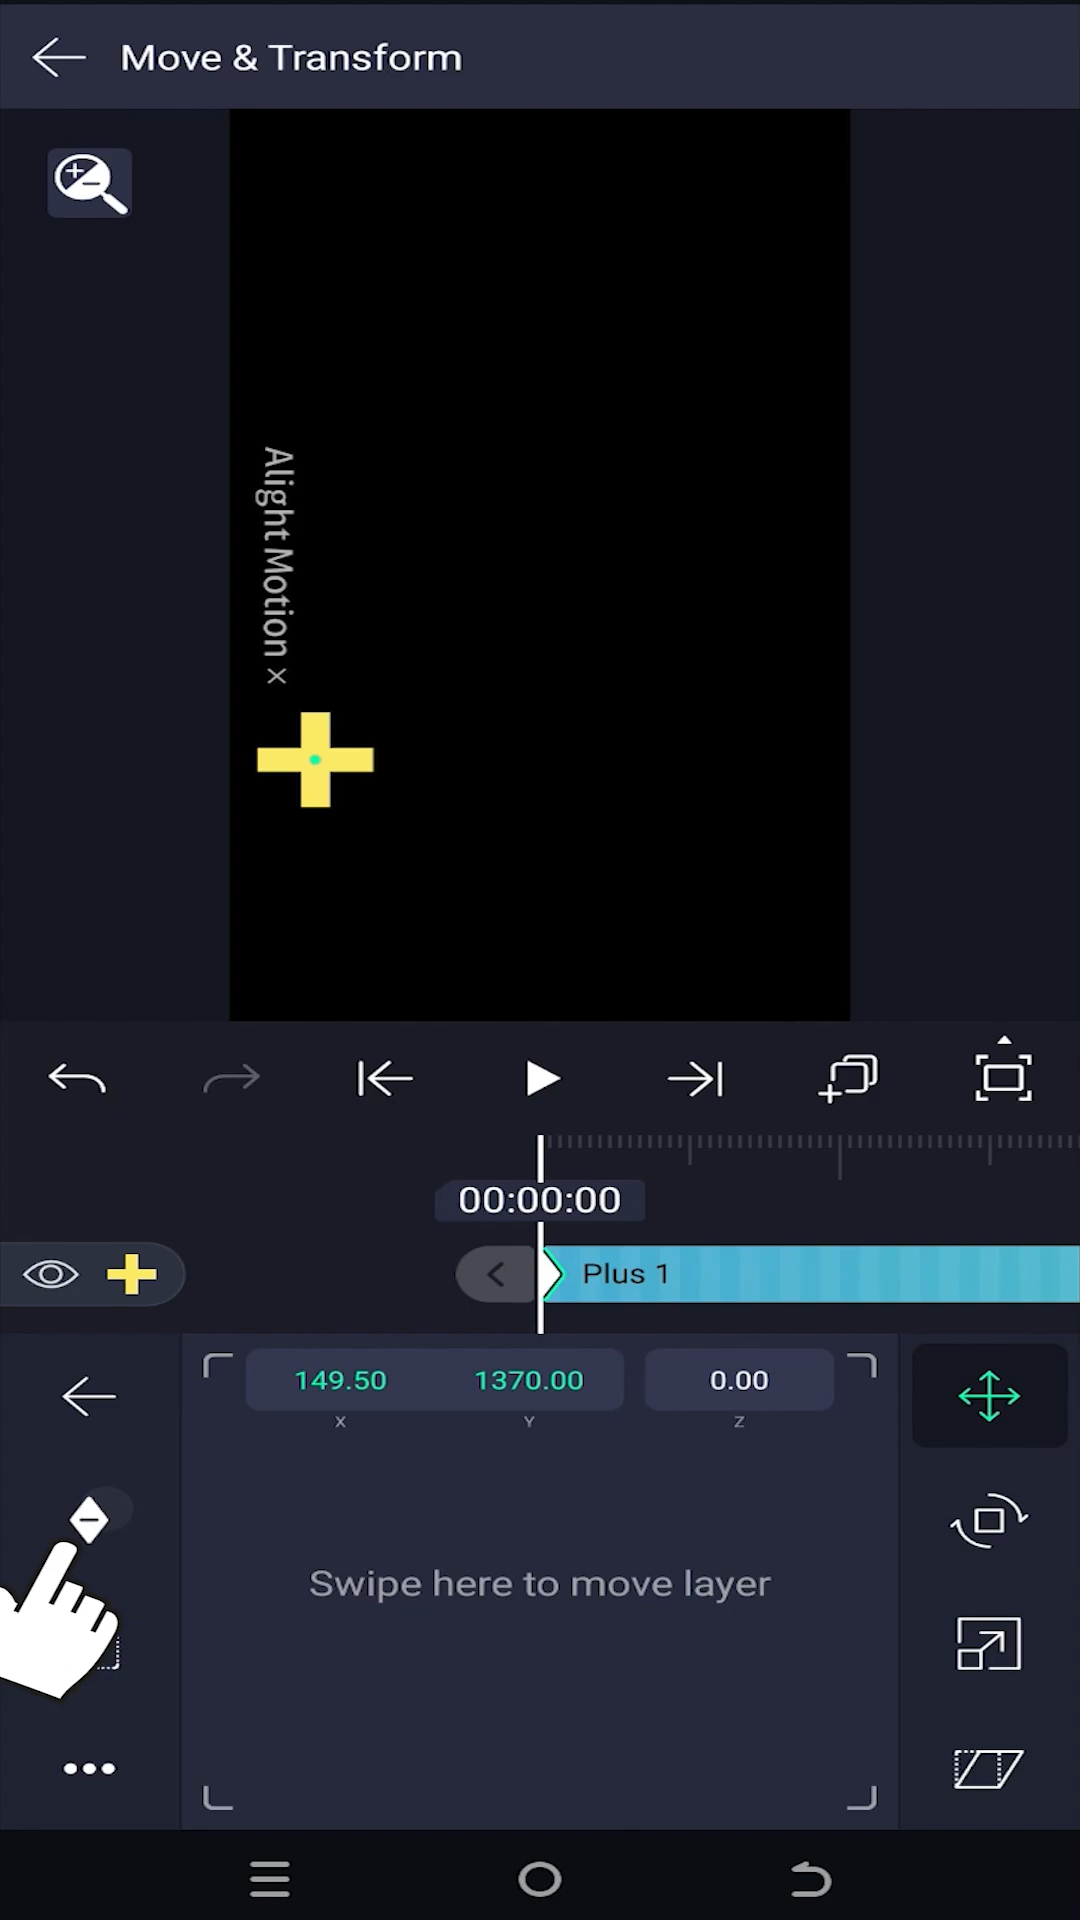 Move & Transform
Alight Motion ×
00:00:00
Plus 1
149.50 1370.00 0.00
X Y Z
Swipe here to move layer